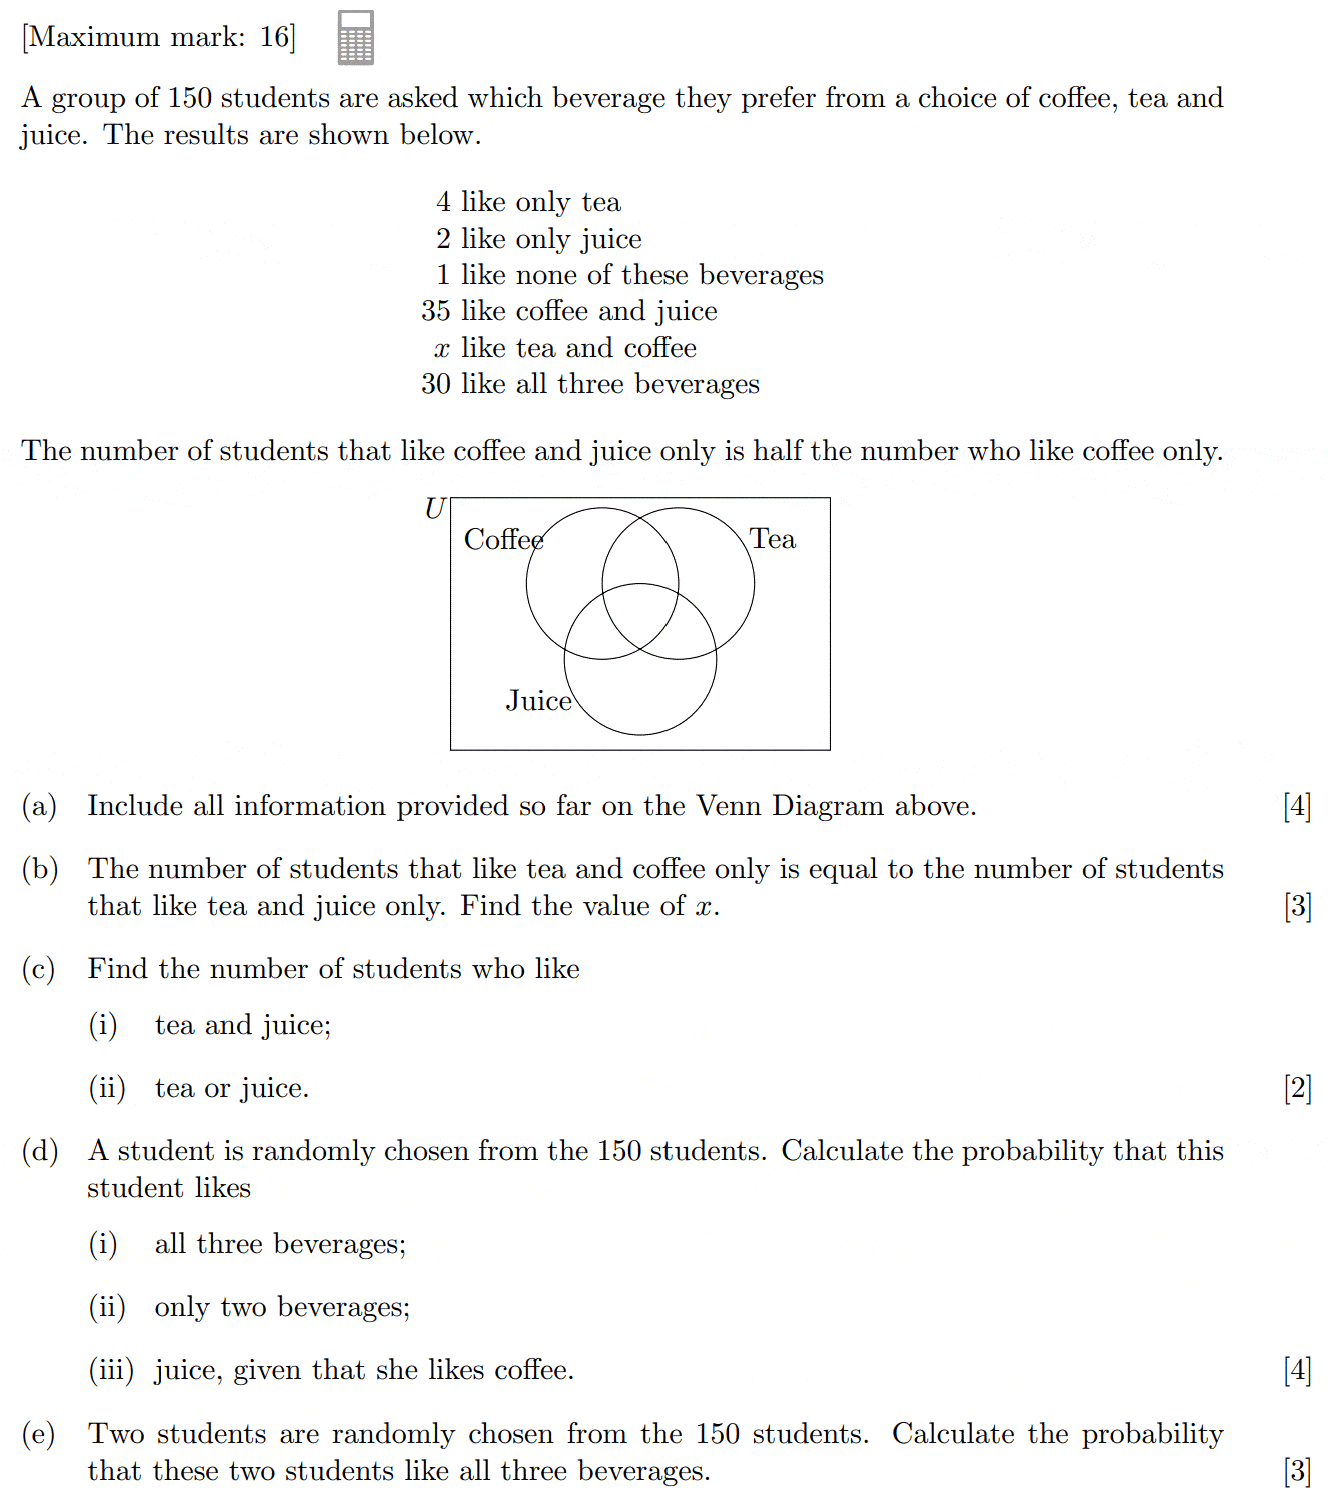 [Maximum mark: 16]
A group of 150 students are asked which beverage they prefer from a choice of coffee, tea and
juice. The results are shown below.
4 like only tea
2 like only juice
1 like none of these beverages
35 like coffee and juice
x like tea and coffee
30 like all three beverages
The number of students that like coffee and juice only is half the number who like coffee only.
U
Coffee
Tea
Juice
(a) Include all information provided so far on the Venn Diagram above. [4]
(b) The number of students that like tea and coffee only is equal to the number of students
that like tea and juice only. Find the value of x. [3]
(c) Find the number of students who like
(i) tea and juice;
(ii) tea or juice. [2]
(d) A student is randomly chosen from the 150 students. Calculate the probability that this
student likes
(i) all three beverages;
(ii) only two beverages;
(iii) juice, given that she likes coffee. [4]
(e) Two students are randomly chosen from the 150 students. Calculate the probability
that these two students like all three beverages. [3]